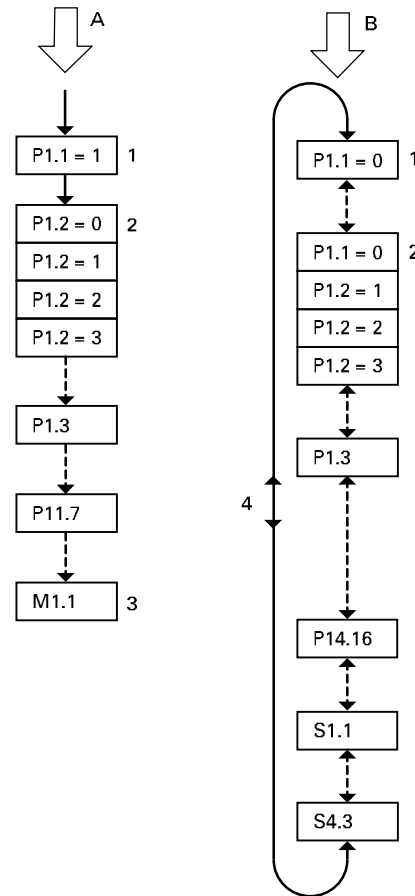 A
P1.1 = 1 1
P1.2 = 0 2
P1.2 = 1
P1.2 = 2
P1.2 = 3
P1.3
P11.7
M1.1 3
B
P1.1 = 0 1
P1.1 = 0 2
P1.2 = 1
P1.2 = 2
P1.2 = 3
P1.3
4
P14.16
S1.1
S4.3